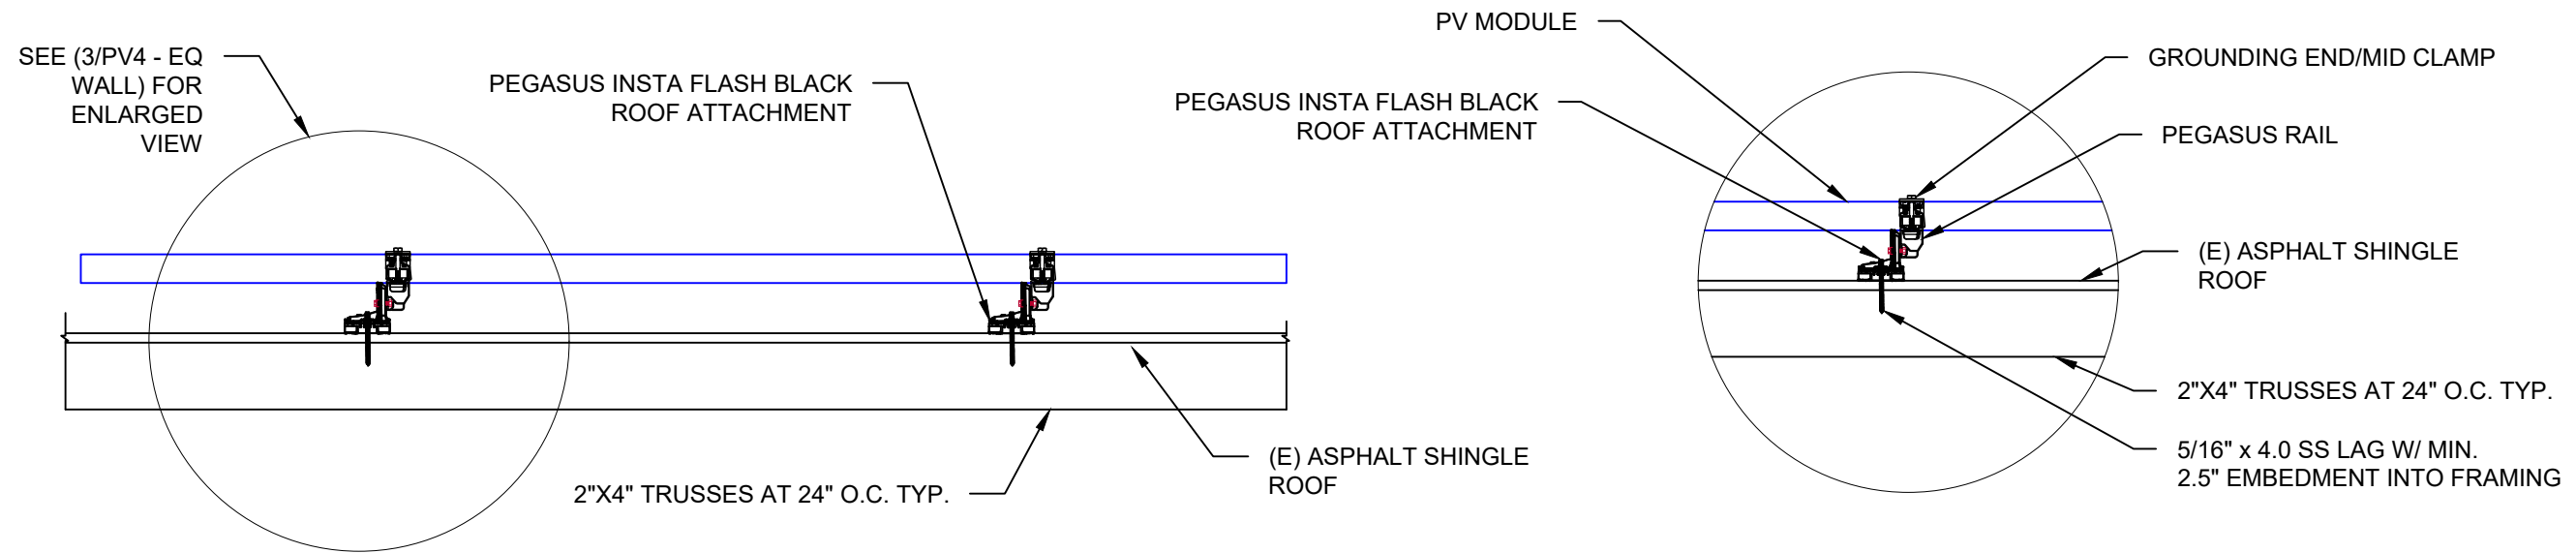 SEE (3/PV4 - EQ
WALL) FOR
ENLARGED
VIEW
PEGASUS INSTA FLASH BLACK
ROOF ATTACHMENT
2"X4" TRUSSES AT 24" O.C. TYP.
(E) ASPHALT SHINGLE
ROOF
PV MODULE
PEGASUS INSTA FLASH BLACK
ROOF ATTACHMENT
GROUNDING END/MID CLAMP
PEGASUS RAIL
(E) ASPHALT SHINGLE
ROOF
2"X4" TRUSSES AT 24" O.C. TYP.
5/16" x 4.0 SS LAG W/ MIN.
2.5" EMBEDMENT INTO FRAMING